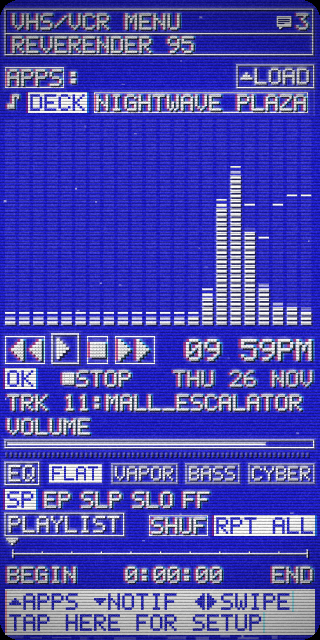 VHS/VCR MENU 3
REVERENDER 95
APPS: LOAD
DECK NIGHTWAVE PLAZA
09 59PM
OK STOP THU 26 NOV
TRK 11:MALL_ESCALATOR
VOLUME
EQ FLAT VAPOR BASS CYBER
SP EP SLP SLO FF
PLAYLIST SHUF RPT ALL
BEGIN 0:00:00 END
APPS NOTIF SWIPE
TAP HERE FOR SETUP